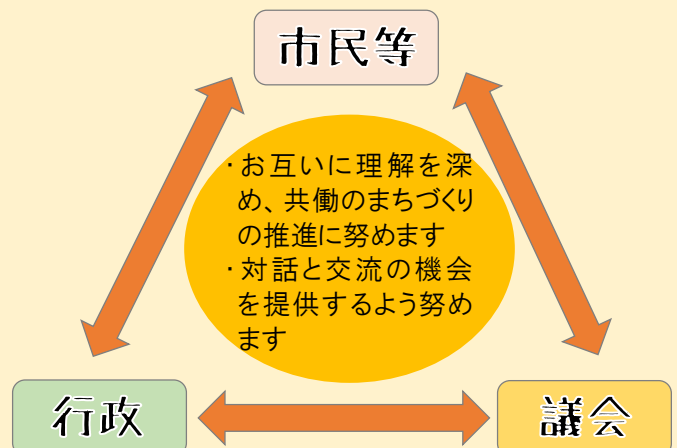 市民等
・お互いに理解を深
め、共働のまちづくり
の推進に努めます
・対話と交流の機会
を提供するよう努め
ます
行政
議会